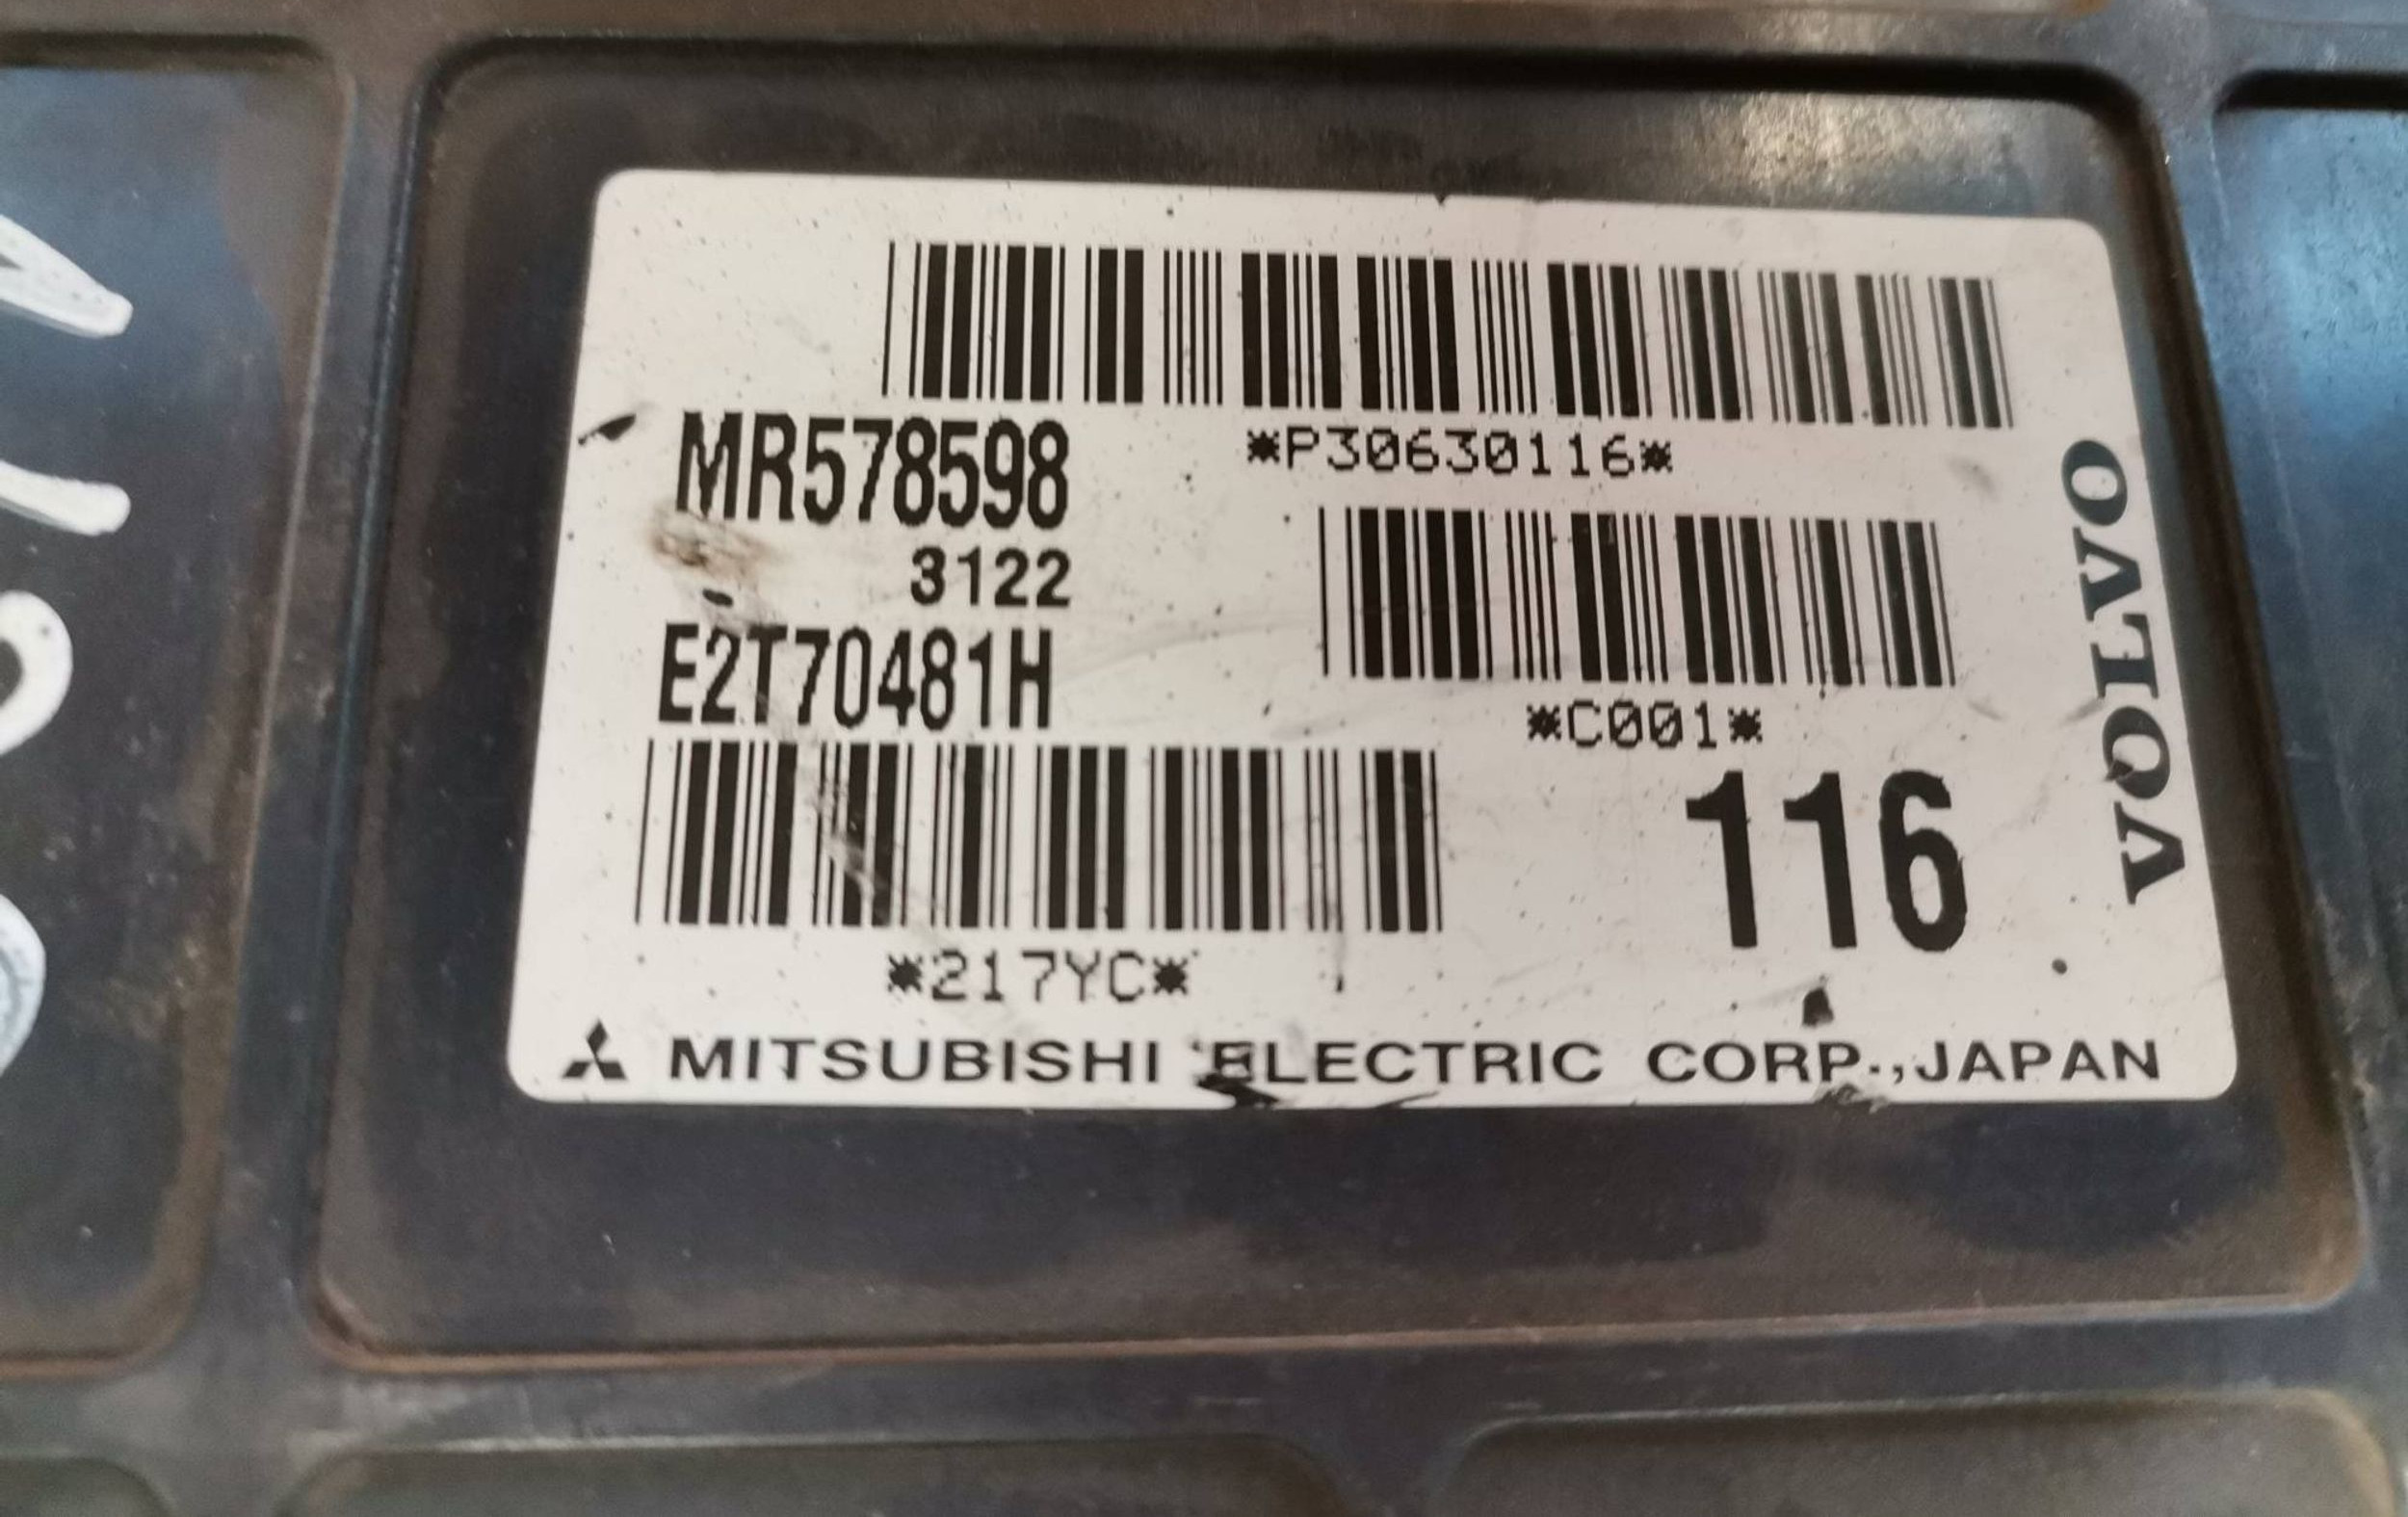 MR578598
*P30630116*
3122
E2T70481H
*C001*
116
*217YC*
MITSUBISHI ELECTRIC CORP.,JAPAN
VOLVO